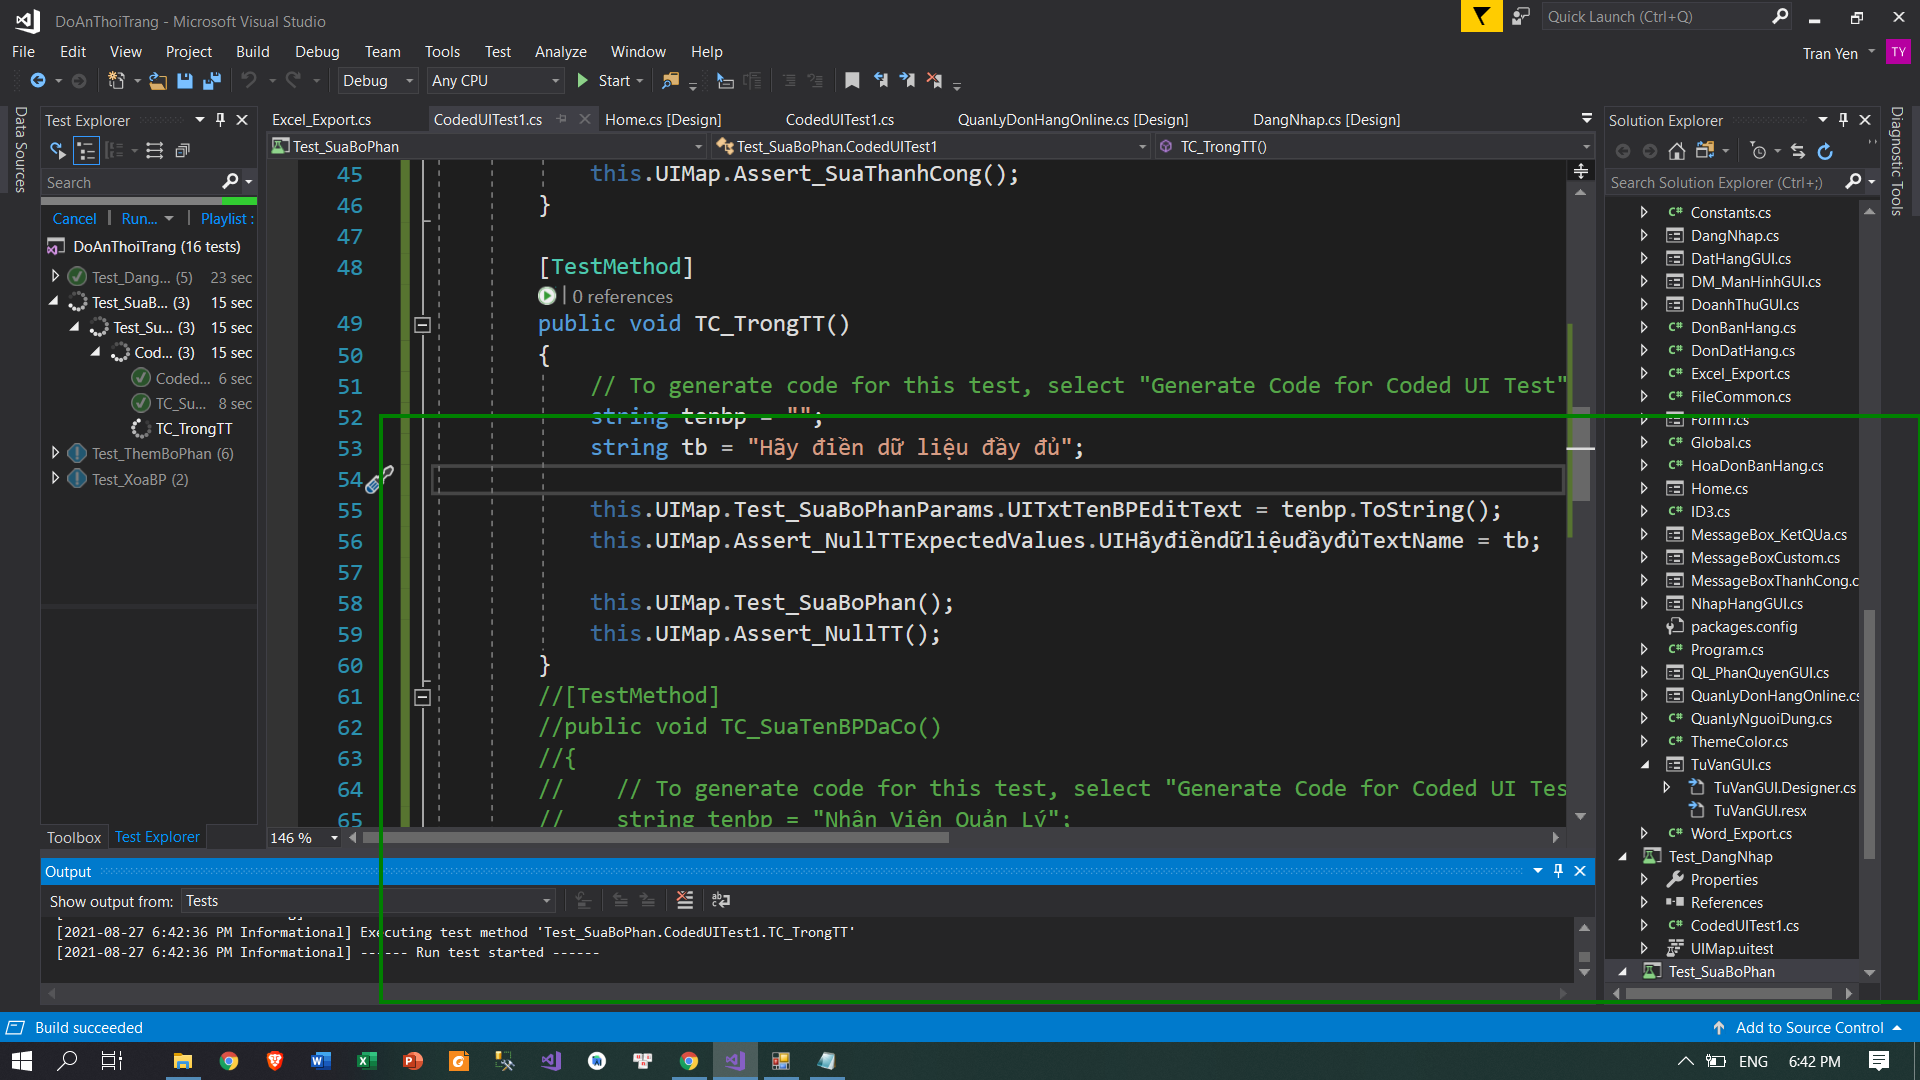 DoAnThoiTrang - Microsoft Visual Studio
Quick Launch (Ctrl+Q)
File Edit View Project Build Debug Team Tools Test Analyze Window Help
Tran Yen TY
Debug Any CPU Start
Data Sources
Test Explorer
Search
Cancel Run... Playlist :
DoAnThoiTrang (16 tests)
Test_Dang... (5) 23 sec
Test_SuaB... (3) 15 sec
Test_Su... (3) 15 sec
Cod... (3) 15 sec
Coded... 6 sec
TC_Su... 8 sec
TC_TrongTT
Test_ThemBoPhan (6)
Test_XoaBP (2)
Toolbox Test Explorer
Excel_Export.cs CodedUITest1.cs Home.cs [Design] CodedUITest1.cs QuanLyDonHangOnline.cs [Design] DangNhap.cs [Design]
Test_SuaBoPhan Test_SuaBoPhan.CodedUITest1 TC_TrongTT()
45 this.UIMap.Assert_SuaThanhCong();
46 }
47
48 [TestMethod]
0 references
49 public void TC_TrongTT()
50 {
51 // To generate code for this test, select "Generate Code for Coded UI Test"
52 string tenbp = "";
53 string tb = "Hãy điền dữ liệu đầy đủ";
54
55 this.UIMap.Test_SuaBoPhanParams.UITxtTenBPEditText = tenbp.ToString();
56 this.UIMap.Assert_NullTTExpectedValues.UIHãyđiềndữliệuđầyđủTextName = tb;
57
58 this.UIMap.Test_SuaBoPhan();
59 this.UIMap.Assert_NullTT();
60 }
61 //[TestMethod]
62 //public void TC_SuaTenBPDaCo()
63 //{
64 // // To generate code for this test, select "Generate Code for Coded UI Tes
65 // string tenbp = "Nhân Viên Quản Lý";
146 %
Output
Show output from: Tests
[2021-08-27 6:42:36 PM Informational] Executing test method 'Test_SuaBoPhan.CodedUITest1.TC_TrongTT'
[2021-08-27 6:42:36 PM Informational] ------ Run test started ------
Solution Explorer
Search Solution Explorer (Ctrl+;)
C# Constants.cs
DangNhap.cs
DatHangGUI.cs
DM_ManHinhGUI.cs
DoanhThuGUI.cs
C# DonBanHang.cs
C# DonDatHang.cs
C# Excel_Export.cs
C# FileCommon.cs
Form1.cs
C# Global.cs
HoaDonBanHang.cs
Home.cs
C# ID3.cs
MessageBox_KetQUa.cs
MessageBoxCustom.cs
MessageBoxThanhCong.c
NhapHangGUI.cs
packages.config
C# Program.cs
QL_PhanQuyenGUI.cs
QuanLyDonHangOnline.cs
C# QuanLyNguoiDung.cs
C# ThemeColor.cs
TuVanGUI.cs
TuVanGUI.Designer.cs
TuVanGUI.resx
C# Word_Export.cs
Test_DangNhap
Properties
References
C# CodedUITest1.cs
UIMap.uitest
Test_SuaBoPhan
Diagnostic Tools
Build succeeded
Add to Source Control
ENG 6:42 PM